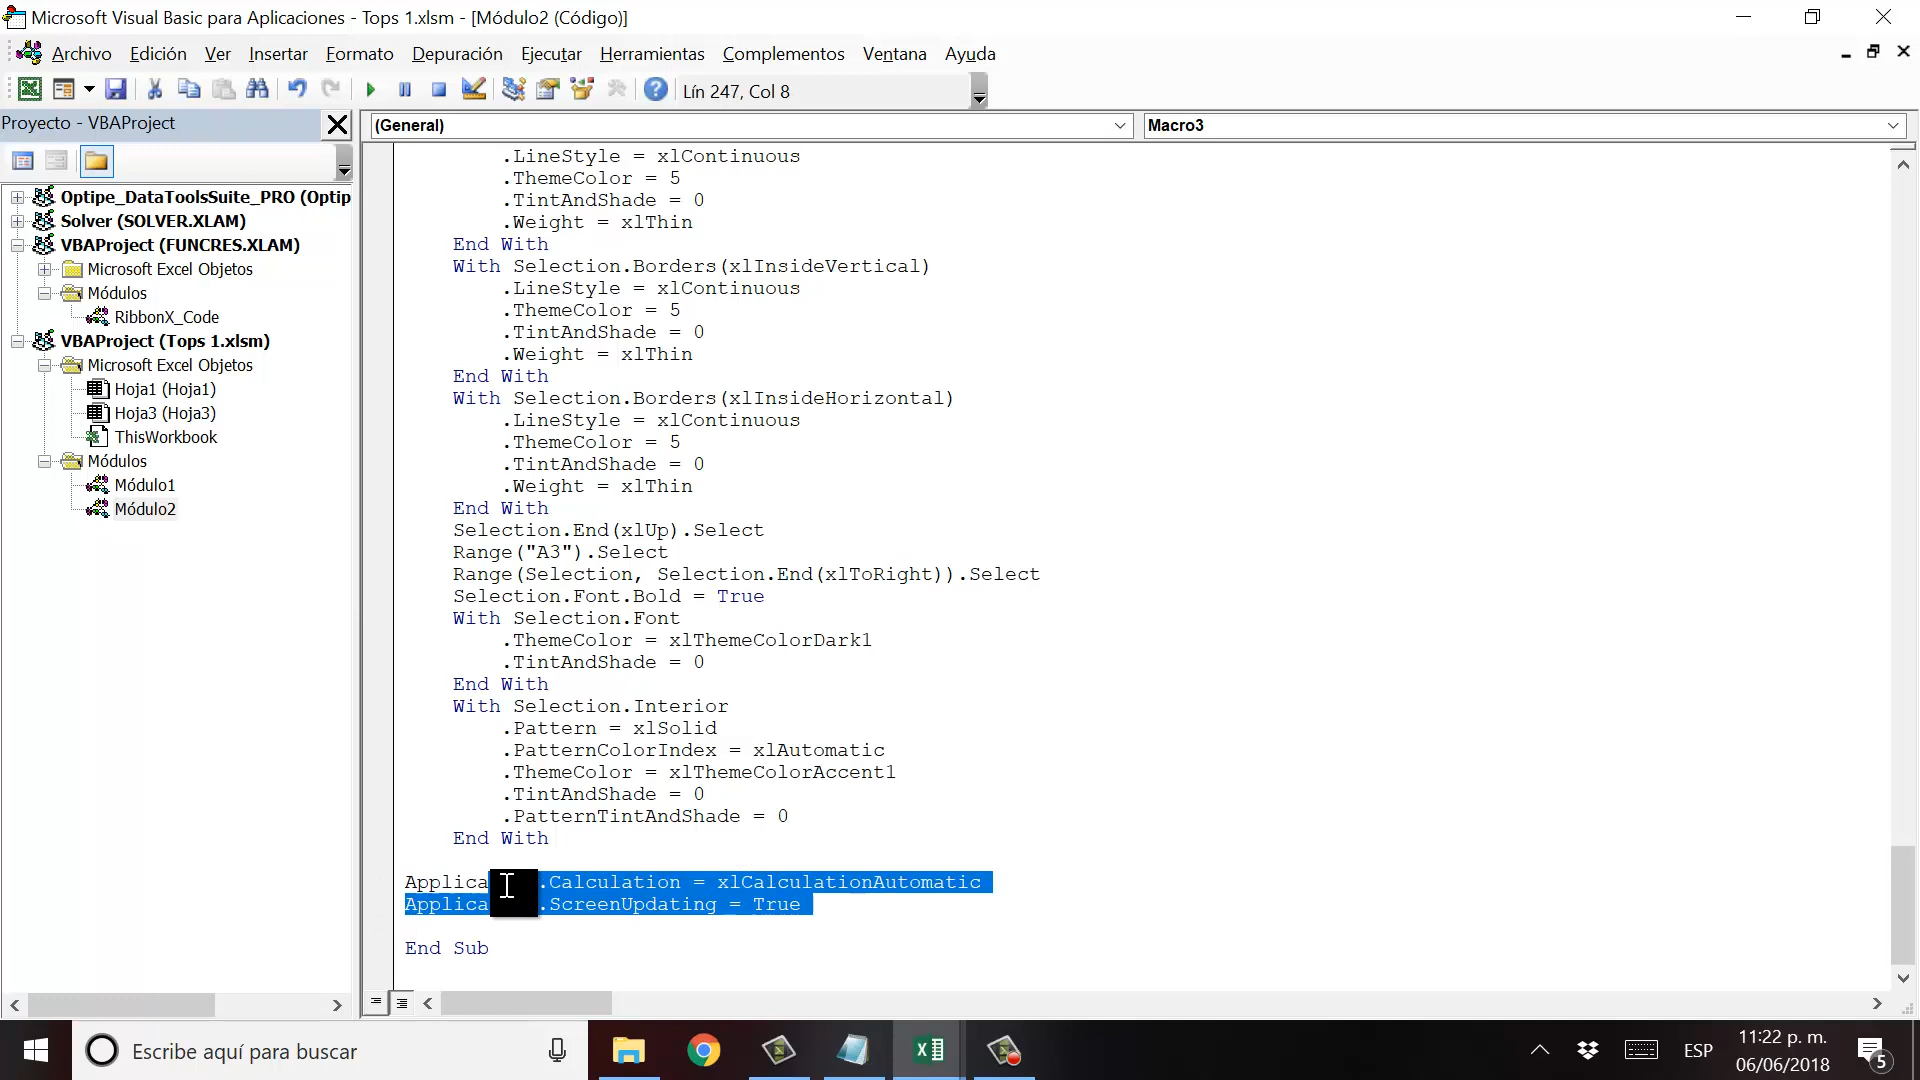 Microsoft Visual Basic para Aplicaciones - Tops 1.xlsm - [Módulo2 (Código)]
Archivo Edición Ver Insertar Formato Depuración Ejecutar Herramientas Complementos Ventana Ayuda
Lín 247, Col 8
Proyecto - VBAProject
(General)
Macro3
Optipe_DataToolsSuite_PRO (Optip
Solver (SOLVER.XLAM)
VBAProject (FUNCRES.XLAM)
Microsoft Excel Objetos
Módulos
RibbonX_Code
VBAProject (Tops 1.xlsm)
Microsoft Excel Objetos
Hoja1 (Hoja1)
Hoja3 (Hoja3)
ThisWorkbook
Módulos
Módulo1
Módulo2
.LineStyle = xlContinuous
.ThemeColor = 5
.TintAndShade = 0
.Weight = xlThin
End With
With Selection.Borders(xlInsideVertical)
.LineStyle = xlContinuous
.ThemeColor = 5
.TintAndShade = 0
.Weight = xlThin
End With
With Selection.Borders(xlInsideHorizontal)
.LineStyle = xlContinuous
.ThemeColor = 5
.TintAndShade = 0
.Weight = xlThin
End With
Selection.End(xlUp).Select
Range("A3").Select
Range(Selection, Selection.End(xlToRight)).Select
Selection.Font.Bold = True
With Selection.Font
.ThemeColor = xlThemeColorDark1
.TintAndShade = 0
End With
With Selection.Interior
.Pattern = xlSolid
.PatternColorIndex = xlAutomatic
.ThemeColor = xlThemeColorAccent1
.TintAndShade = 0
.PatternTintAndShade = 0
End With
Applica .Calculation = xlCalculationAutomatic
Applica .ScreenUpdating = True
End Sub
Escribe aquí para buscar
ESP
11:22 p. m.
06/06/2018
5